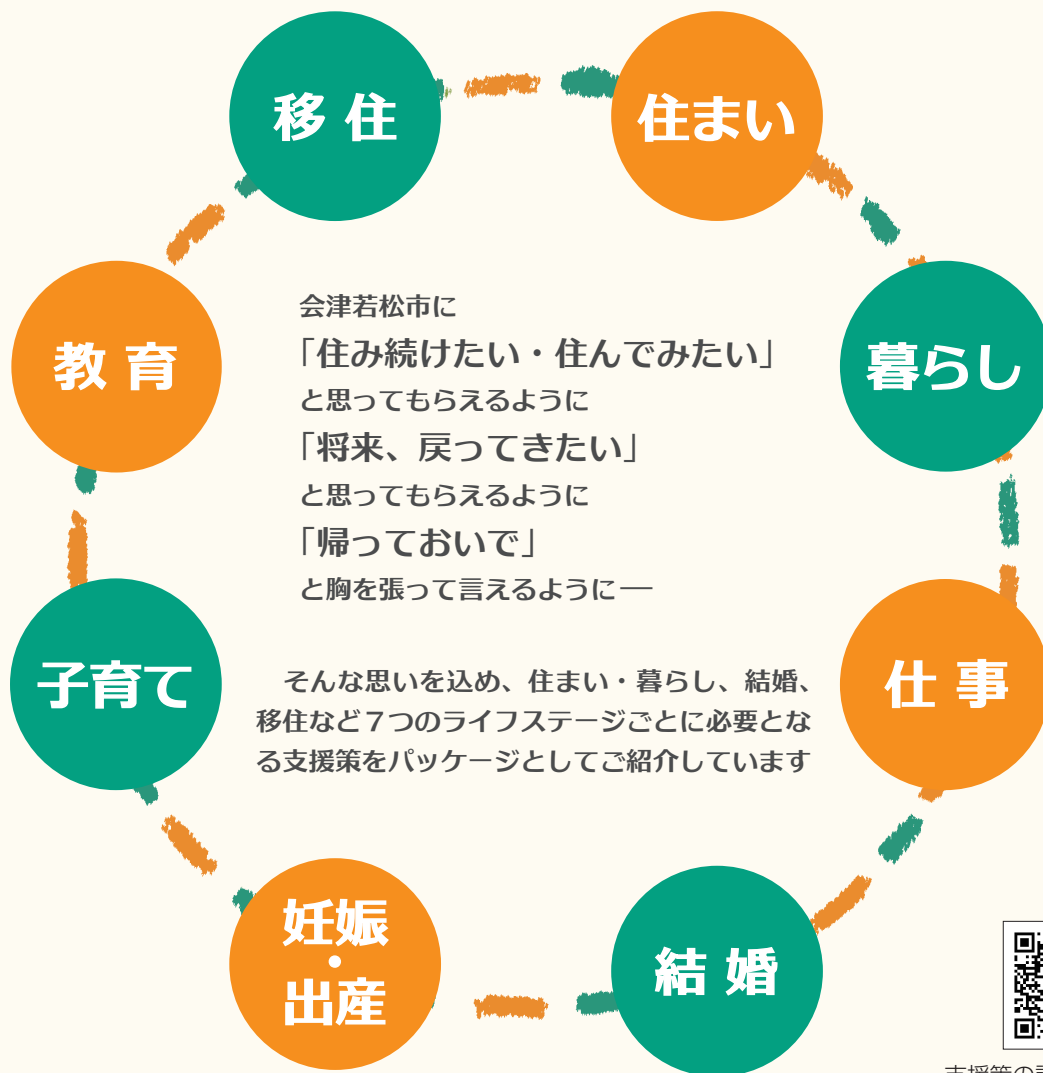 移 住
住まい
教 育
暮らし
会津若松市に
「住み続けたい・住んでみたい」
と思ってもらえるように
「将来、戻ってきたい」
と思ってもらえるように
「帰っておいで」
と胸を張って言えるように ―
子育て
仕 事
そんな思いを込め、住まい・暮らし、結婚、
移住など７つのライフステージごとに必要とな
る支援策をパッケージとしてご紹介しています
妊娠
・
出産
結 婚
支援策の